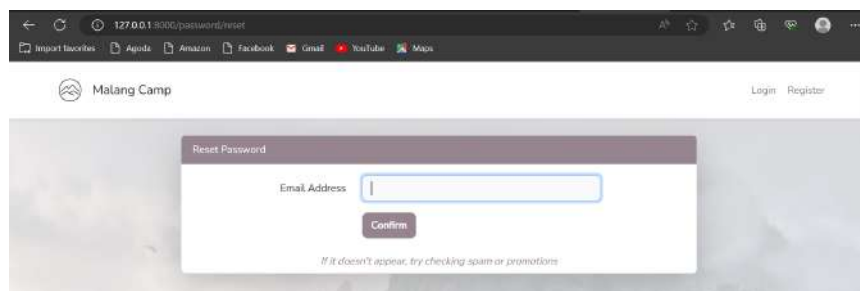 127.0.0.1:8000/password/reset
Import favorites Agoda Amazon Facebook Gmail YouTube Maps
Malang Camp Login Register
Reset Password
Email Address
Confirm
If it doesn't appear, try checking spam or promotions